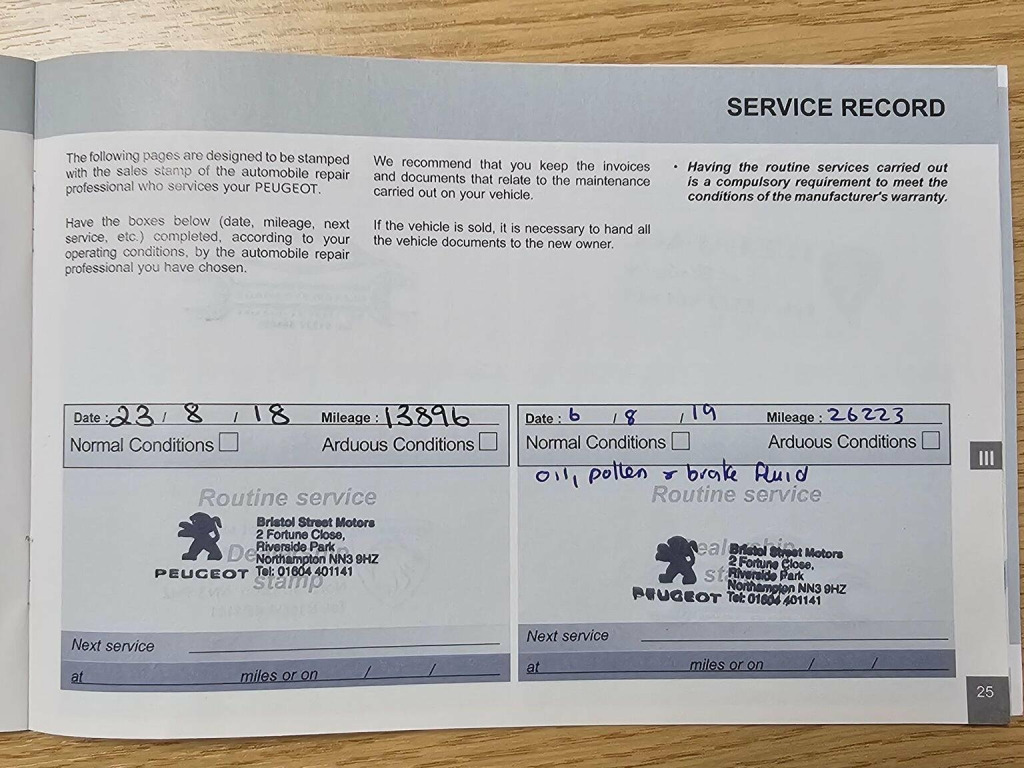 SERVICE RECORD
The following pages are designed to be stamped
with the sales stamp of the automobile repair
professional who services your PEUGEOT.
Have the boxes below (date, mileage, next
service, etc.) completed, according to your
operating conditions, by the automobile repair
professional you have chosen.
We recommend that you keep the invoices
and documents that relate to the maintenance
carried out on your vehicle.
If the vehicle is sold, it is necessary to hand all
the vehicle documents to the new owner.
• Having the routine services carried out
is a compulsory requirement to meet the
conditions of the manufacturer's warranty.
Date : 23 / 8 / 18 Mileage : 13896
Normal Conditions Arduous Conditions
Routine service
Dealership
stamp
Bristol Street Motors
2 Fortune Close,
Riverside Park
Northampton NN3 9HZ
PEUGEOT Tel: 01604 401141
Next service
at miles or on / /
Date : 6 / 8 / 19 Mileage : 26223
Normal Conditions Arduous Conditions
oil, pollen & brake fluid
Routine service
Dealership
stamp
Bristol Street Motors
2 Fortune Close,
Riverside Park
Northampton NN3 9HZ
PEUGEOT Tel: 01604 401141
Next service
at miles or on / /
III
25